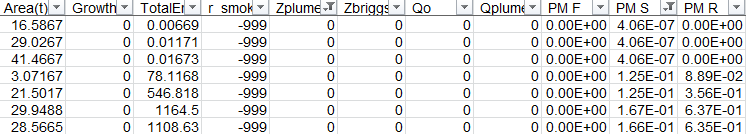 Area(t) Growth TotalEn r_smok Zplume Zbriggs Qo Qplume PM F PM S PM R
16.5867 0 0.00669 -999 0 0 0 0 0.00E+00 4.06E-07 0.00E+00
29.0267 0 0.01171 -999 0 0 0 0 0.00E+00 4.06E-07 0.00E+00
41.4667 0 0.01673 -999 0 0 0 0 0.00E+00 4.06E-07 0.00E+00
3.07167 0 78.1168 -999 0 0 0 0 0.00E+00 1.25E-01 8.89E-02
21.5017 0 546.818 -999 0 0 0 0 0.00E+00 1.25E-01 3.56E-01
29.9488 0 1164.5 -999 0 0 0 0 0.00E+00 1.67E-01 6.37E-01
28.5665 0 1108.63 -999 0 0 0 0 0.00E+00 1.66E-01 6.35E-01